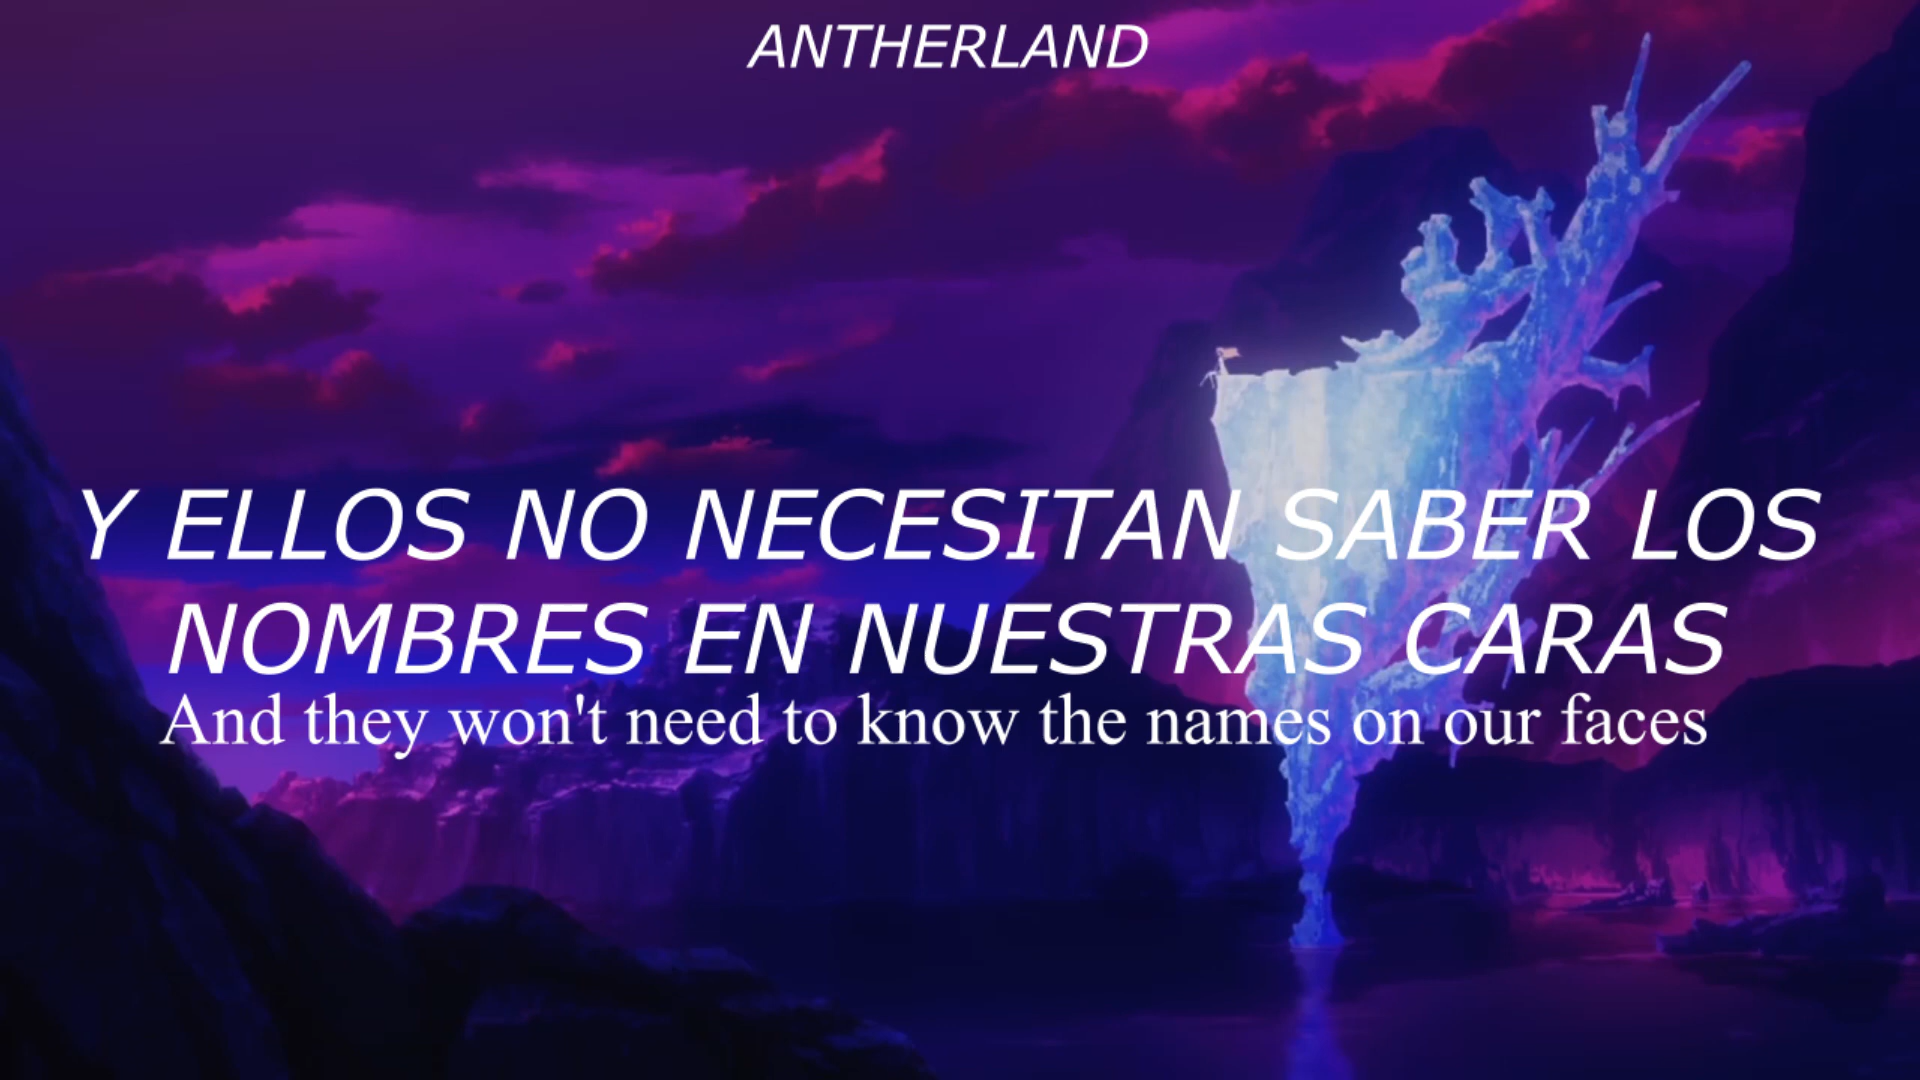 ANTHERLAND
Y ELLOS NO NECESITAN SABER LOS
NOMBRES EN NUESTRAS CARAS
And they won't need to know the names on our faces